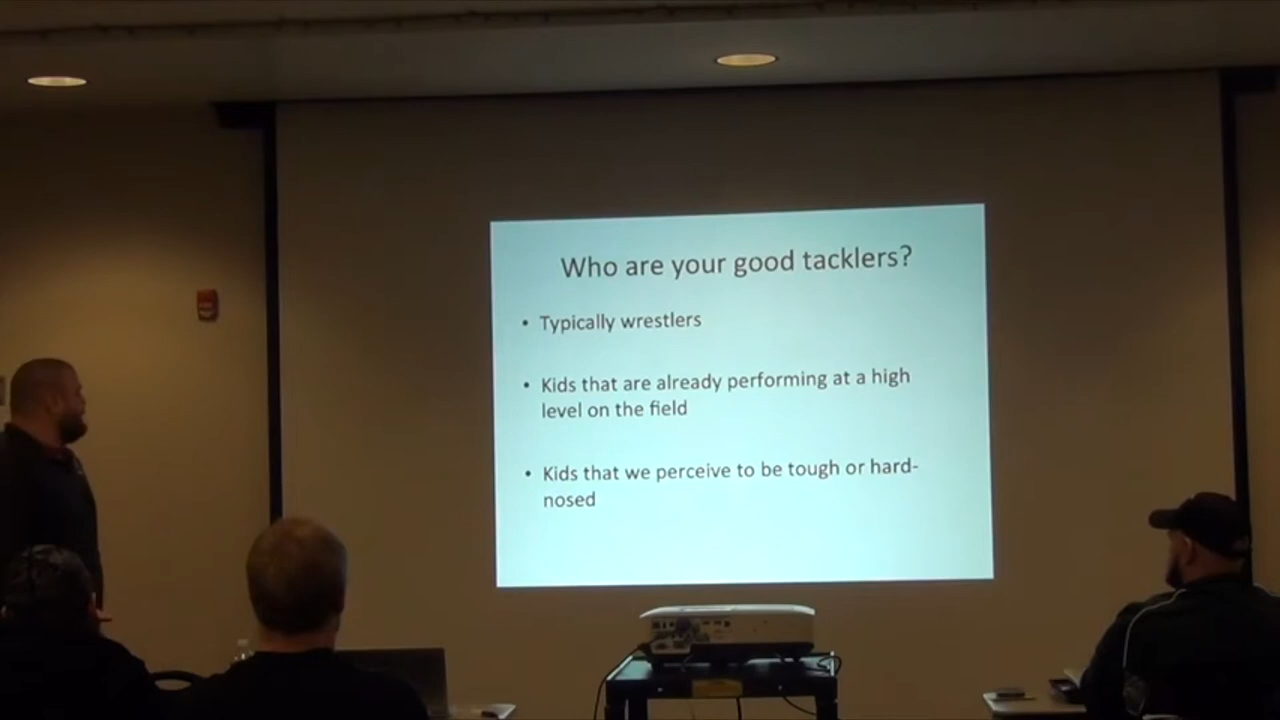 Who are your good tacklers?
• Typically wrestlers
• Kids that are already performing at a high
level on the field
• Kids that we perceive to be tough or hard-
nosed